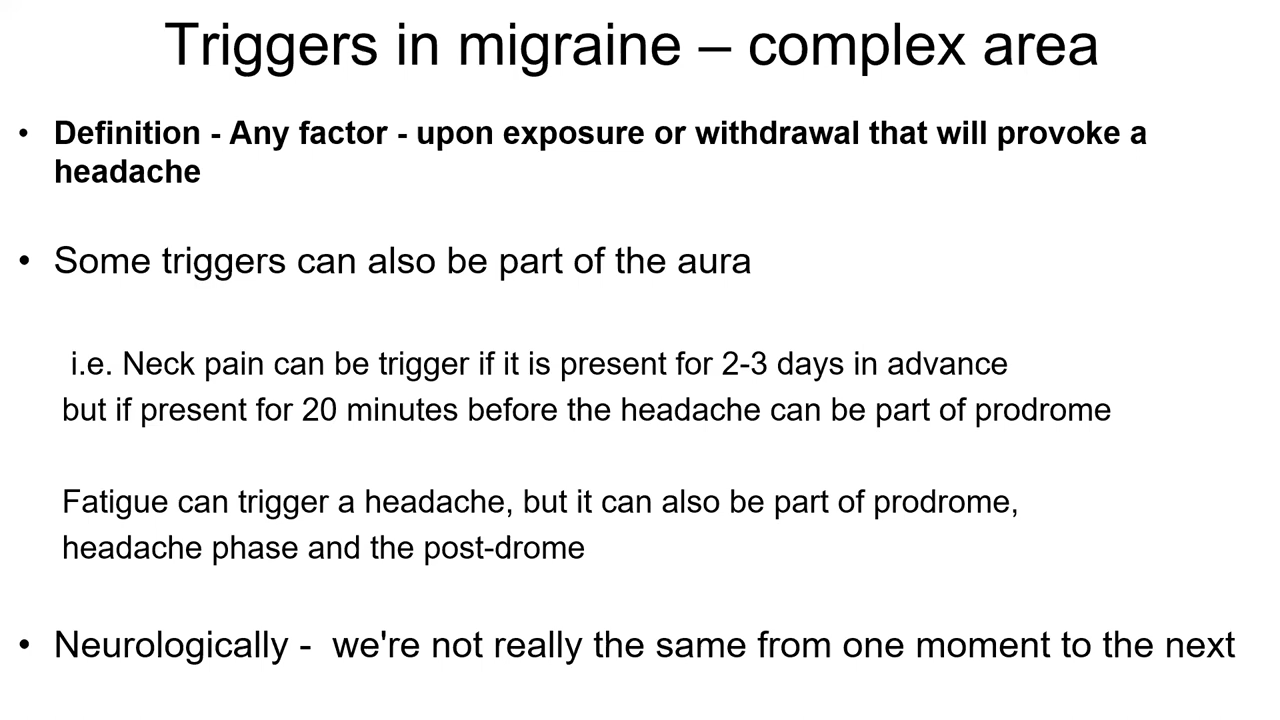 Triggers in migraine – complex area
• Definition - Any factor - upon exposure or withdrawal that will provoke a
headache
• Some triggers can also be part of the aura
i.e. Neck pain can be trigger if it is present for 2-3 days in advance
but if present for 20 minutes before the headache can be part of prodrome
Fatigue can trigger a headache, but it can also be part of prodrome,
headache phase and the post-drome
• Neurologically -  we're not really the same from one moment to the next